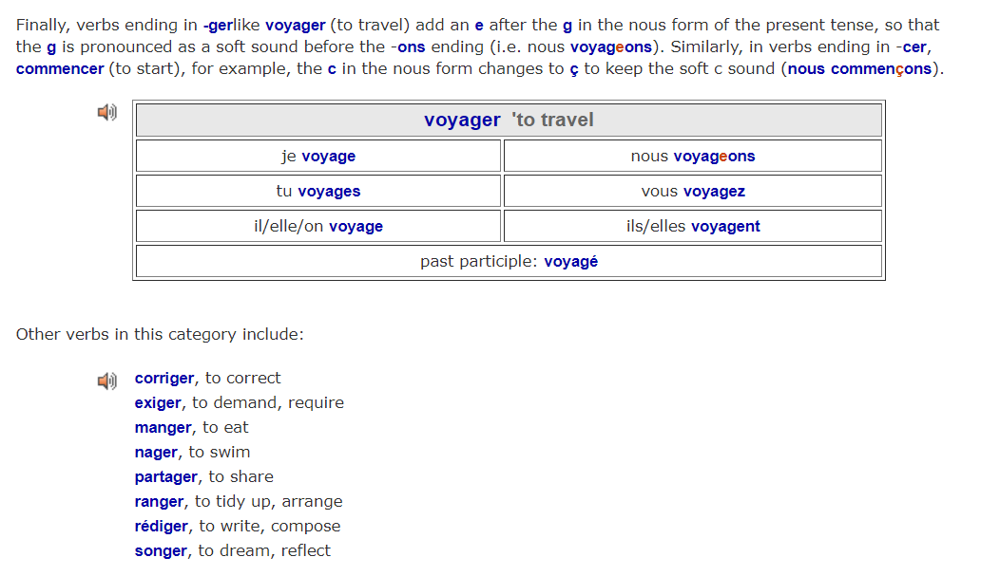 Finally, verbs ending in -gerlike voyager (to travel) add an e after the g in the nous form of the present tense, so that
the g is pronounced as a soft sound before the -ons ending (i.e. nous voyageons). Similarly, in verbs ending in -cer,
commencer (to start), for example, the c in the nous form changes to ç to keep the soft c sound (nous commençons).
voyager 'to travel
je voyage nous voyageons
tu voyages vous voyagez
il/elle/on voyage ils/elles voyagent
past participle: voyagé
Other verbs in this category include:
corriger, to correct
exiger, to demand, require
manger, to eat
nager, to swim
partager, to share
ranger, to tidy up, arrange
rédiger, to write, compose
songer, to dream, reflect